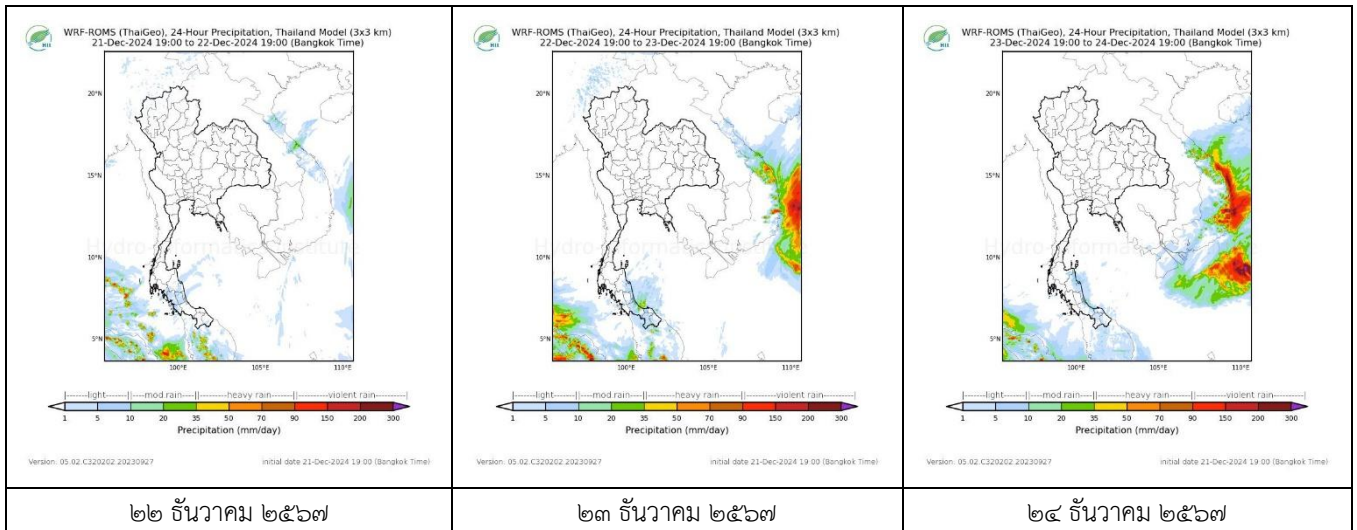 WRF-ROMS (ThaiGeo), 24-Hour Precipitation, Thailand Model (3x3 km)
21-Dec-2024 19:00 to 22-Dec-2024 19:00 (Bangkok Time)
HII
20°N
15°N
10°N
5°N
Hydro-Informatics Institute
100°E 105°E 110°E
light mod rain heavy rain violent rain
1 5 10 20 35 50 70 90 150 200 300
Precipitation (mm/day)
Version: 05.02.C320202.20230927 initial date 21-Dec-2024 19:00 (Bangkok Time)
๒๒ ธันวาคม ๒๕๖๗
WRF-ROMS (ThaiGeo), 24-Hour Precipitation, Thailand Model (3x3 km)
22-Dec-2024 19:00 to 23-Dec-2024 19:00 (Bangkok Time)
HII
20°N
15°N
10°N
5°N
Hydro-Informatics Institute
100°E 105°E 110°E
light mod rain heavy rain violent rain
1 5 10 20 35 50 70 90 150 200 300
Precipitation (mm/day)
Version: 05.02.C320202.20230927 initial date 21-Dec-2024 19:00 (Bangkok Time)
๒๓ ธันวาคม ๒๕๖๗
WRF-ROMS (ThaiGeo), 24-Hour Precipitation, Thailand Model (3x3 km)
23-Dec-2024 19:00 to 24-Dec-2024 19:00 (Bangkok Time)
HII
20°N
15°N
10°N
5°N
Hydro-Informatics Institute
100°E 105°E 110°E
light mod rain heavy rain violent rain
1 5 10 20 35 50 70 90 150 200 300
Precipitation (mm/day)
Version: 05.02.C320202.20230927 initial date 21-Dec-2024 19:00 (Bangkok Time)
๒๔ ธันวาคม ๒๕๖๗